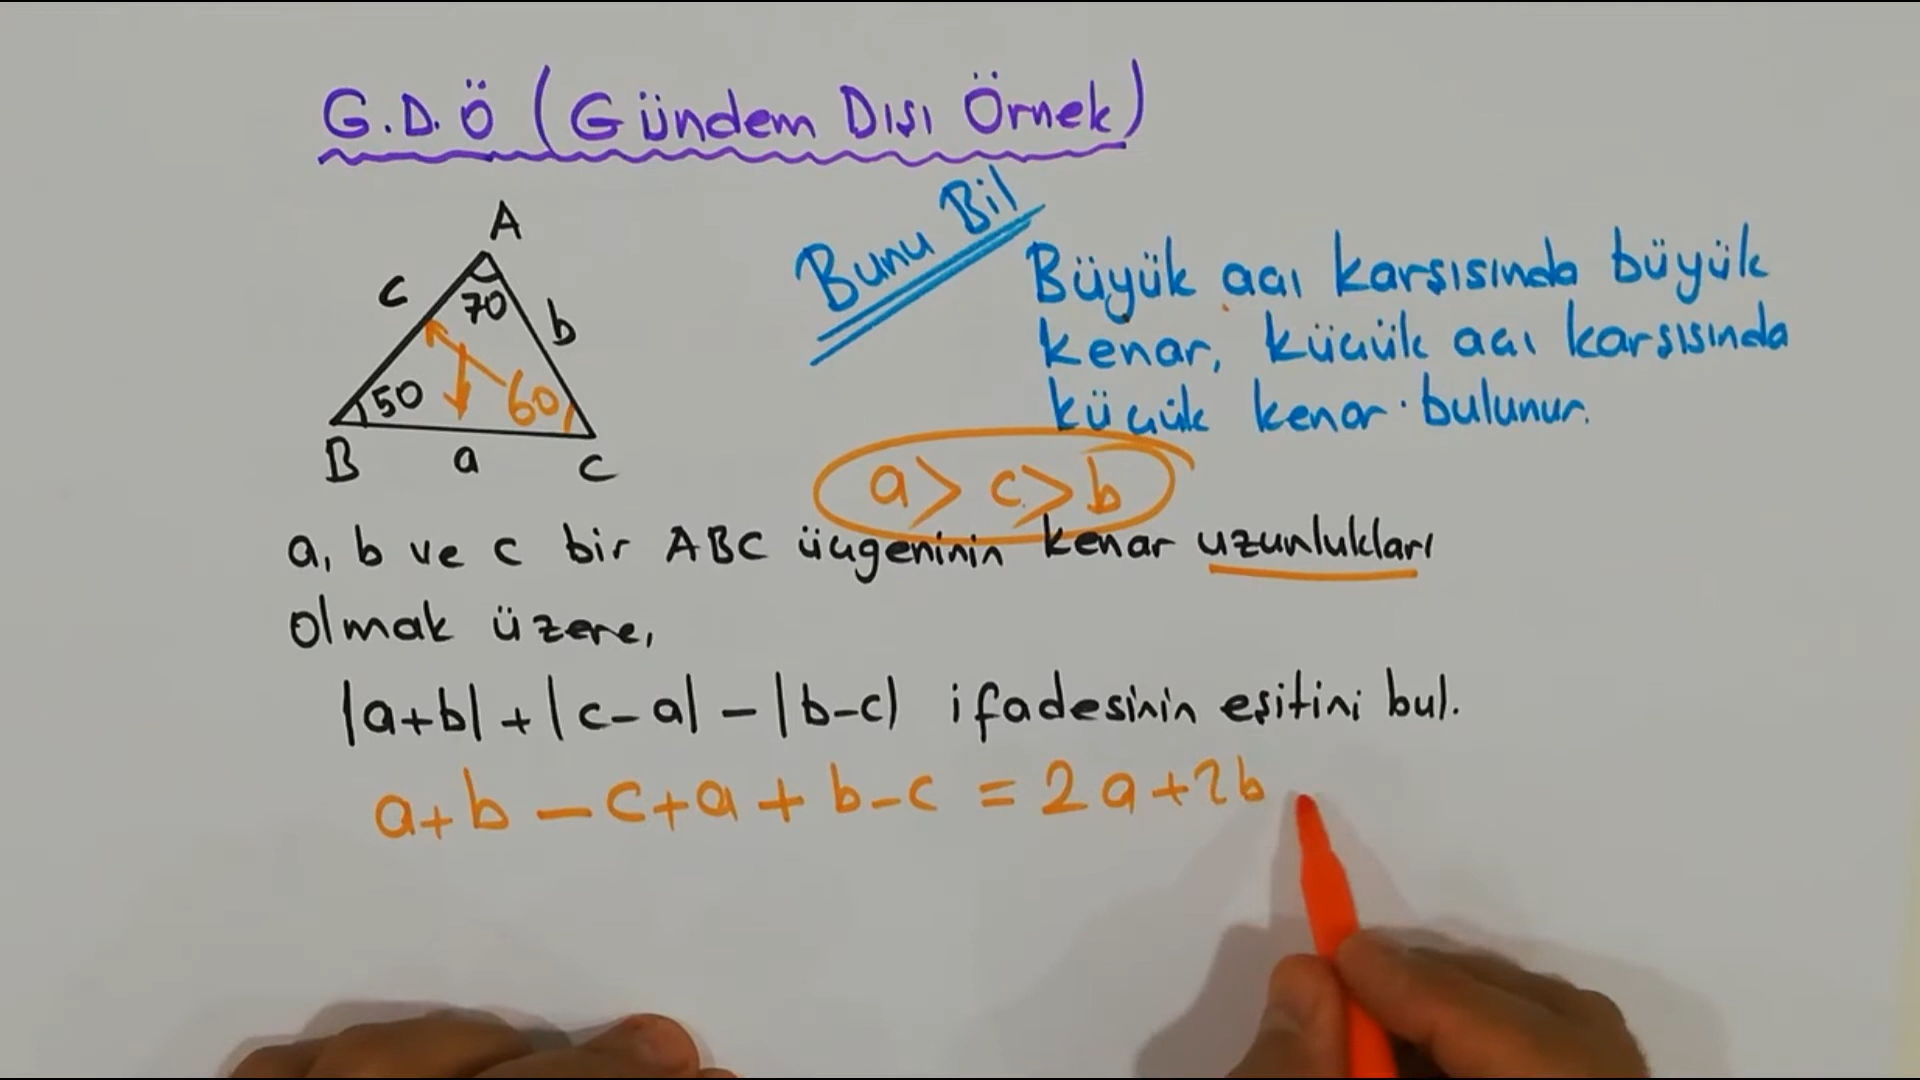 G.D.Ö (Gündem Dışı Örnek)
A
c
70
b
50
60
B
a
C
Bunu Bil
Büyük açı karşısında büyük
kenar, küçük açı karşısında
küçük kenar bulunur.
a > c > b
a, b ve c bir ABC üçgeninin kenar uzunlukları
olmak üzere,
|a+b| + |c-a| - |b-c| ifadesinin eşitini bul.
a+b - c+a + b-c = 2a+2b